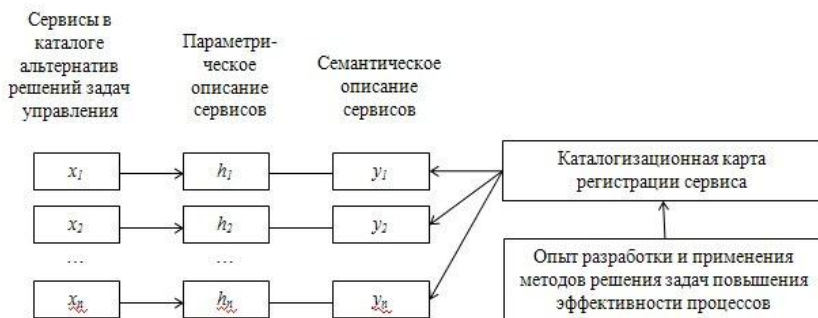 Сервисы в
каталоге
альтернатив
решений задач
управления
Параметри-
ческое
описание
сервисов
Семантическое
описание
сервисов
x1
h1
y1
x2
h2
y2
...
...
xn
hn
yn
Каталогизационная карта
регистрации сервиса
Опыт разработки и применения
методов решения задач повышения
эффективности процессов